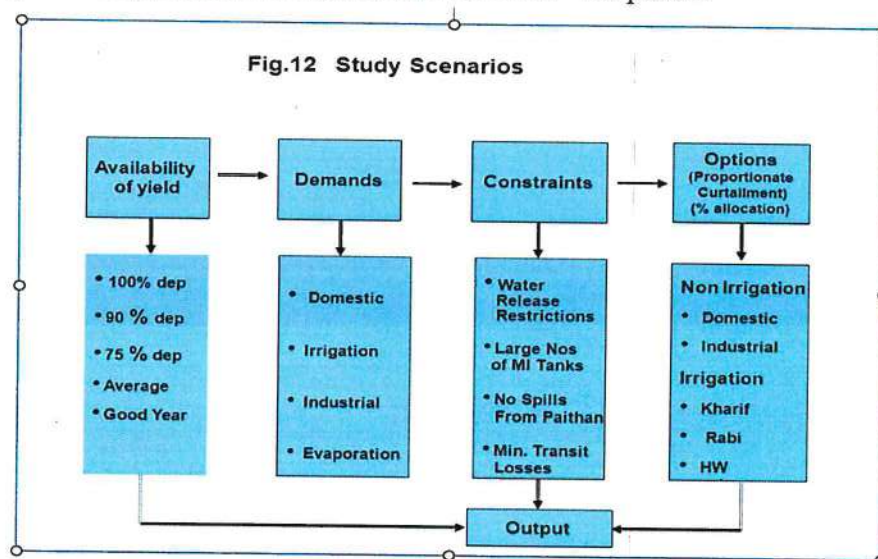 Fig.12 Study Scenarios
Availability
of yield
Demands
Constraints
Options
(Proportionate
Curtailment)
(% allocation)
• 100% dep
• 90 % dep
• 75 % dep
• Average
• Good Year
• Domestic
• Irrigation
• Industrial
• Evaporation
• Water
Release
Restrictions
• Large Nos
of MI Tanks
• No Spills
From Paithan
• Min. Transit
Losses
Non Irrigation
• Domestic
• Industrial
Irrigation
• Kharif
• Rabi
• HW
Output